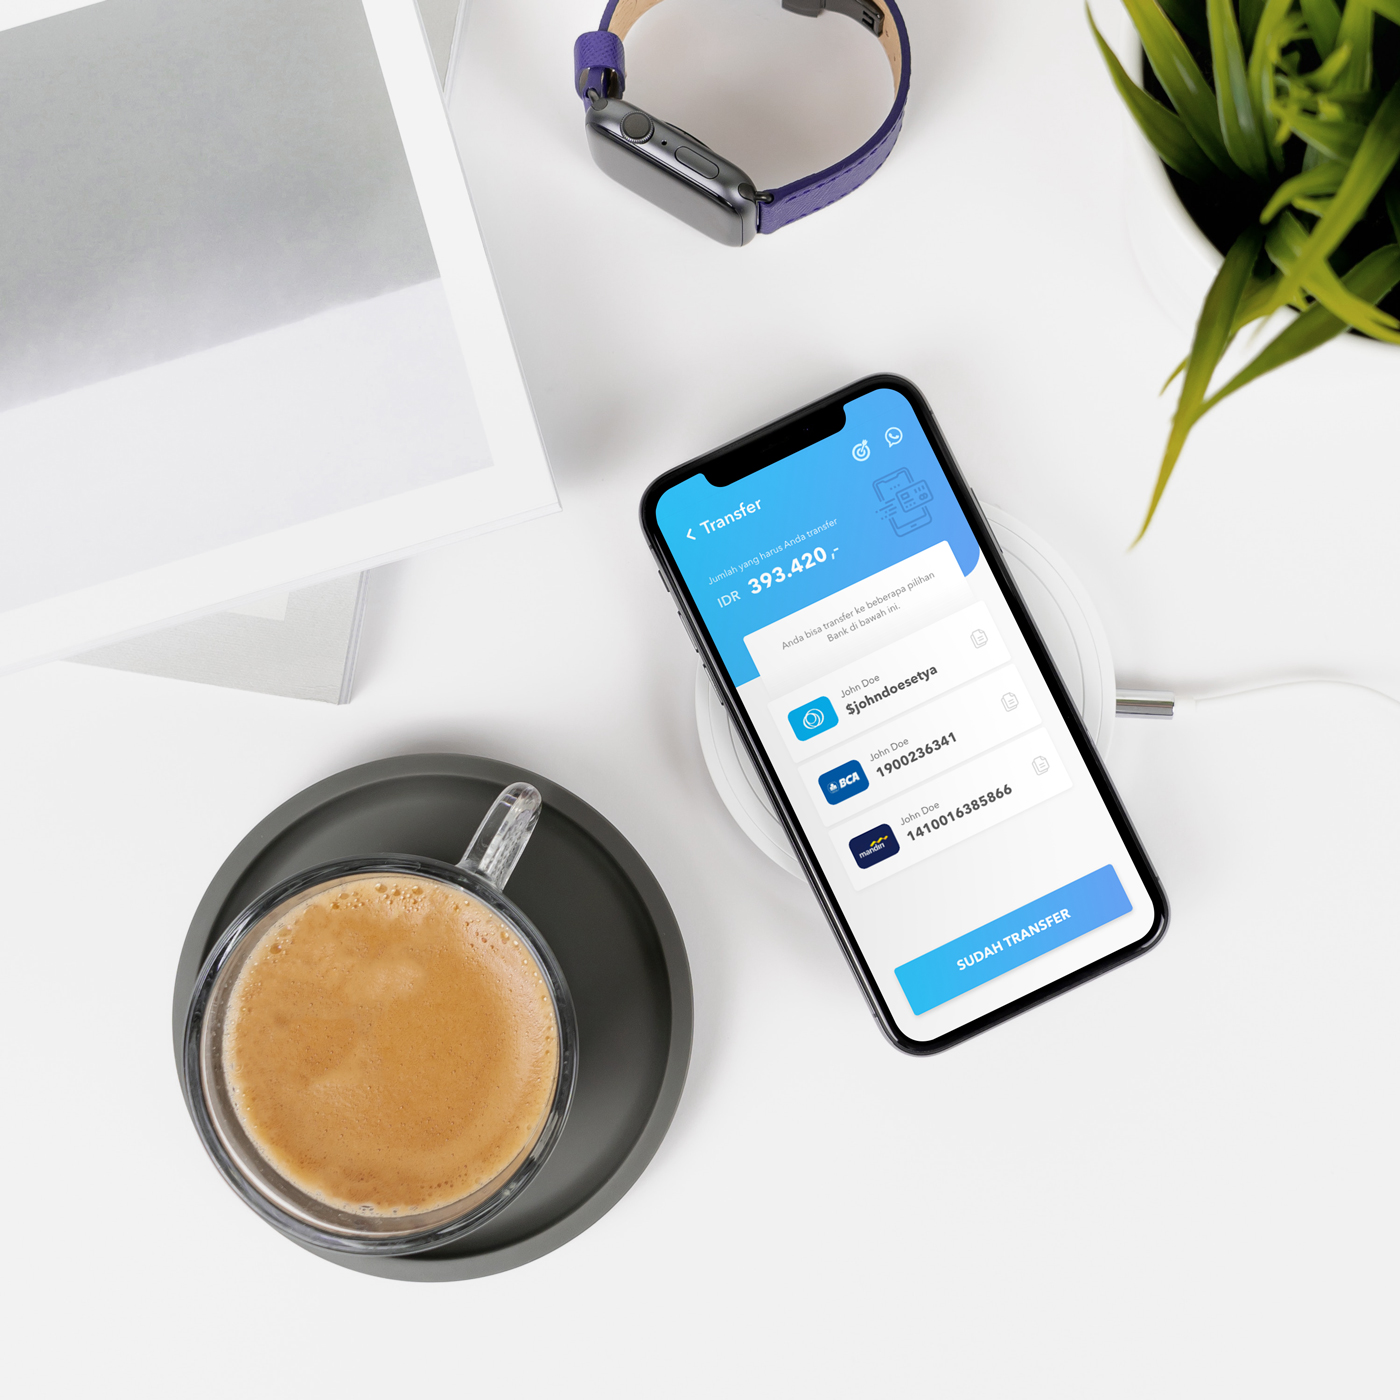 Transfer
Jumlah yang harus Anda transfer
IDR 393.420,-
Anda bisa transfer ke beberapa pilihan
Bank di bawah ini.
John Doe
$johndoesetya
BCA
John Doe
1900236341
mandiri
John Doe
1410016385866
SUDAH TRANSFER